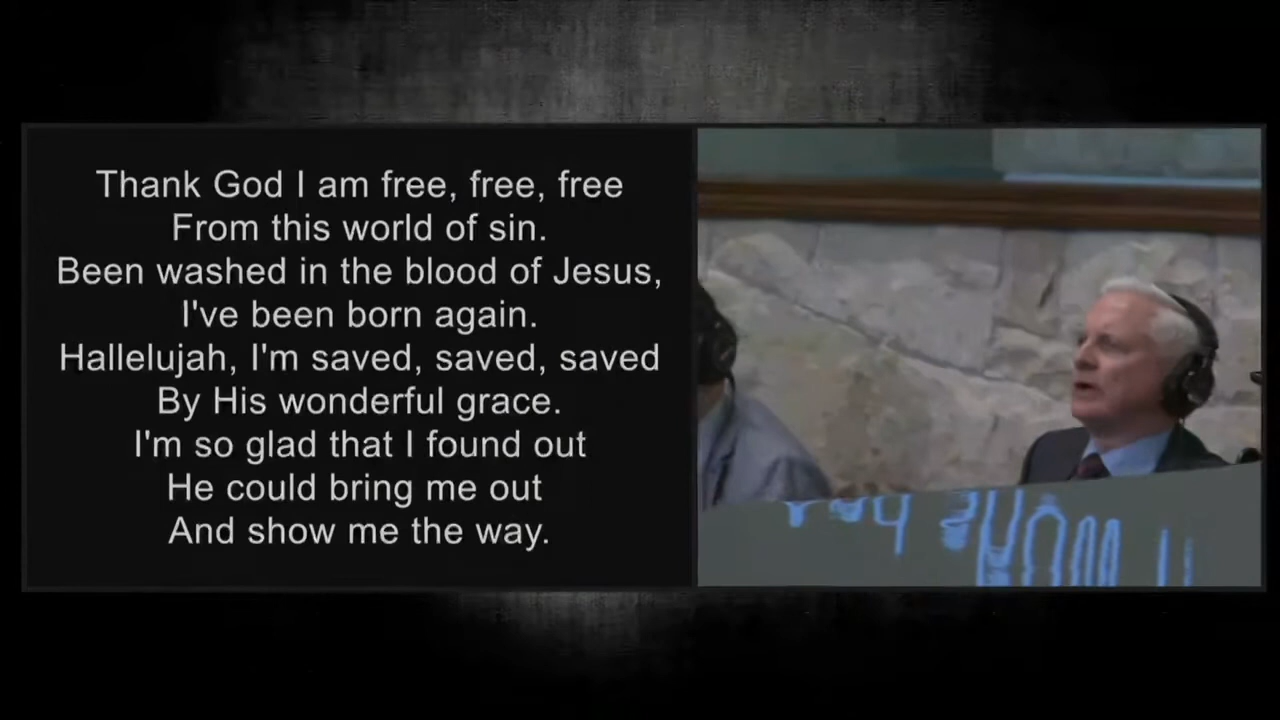 Thank God I am free, free, free
From this world of sin.
Been washed in the blood of Jesus,
I've been born again.
Hallelujah, I'm saved, saved, saved
By His wonderful grace.
I'm so glad that I found out
He could bring me out
And show me the way.